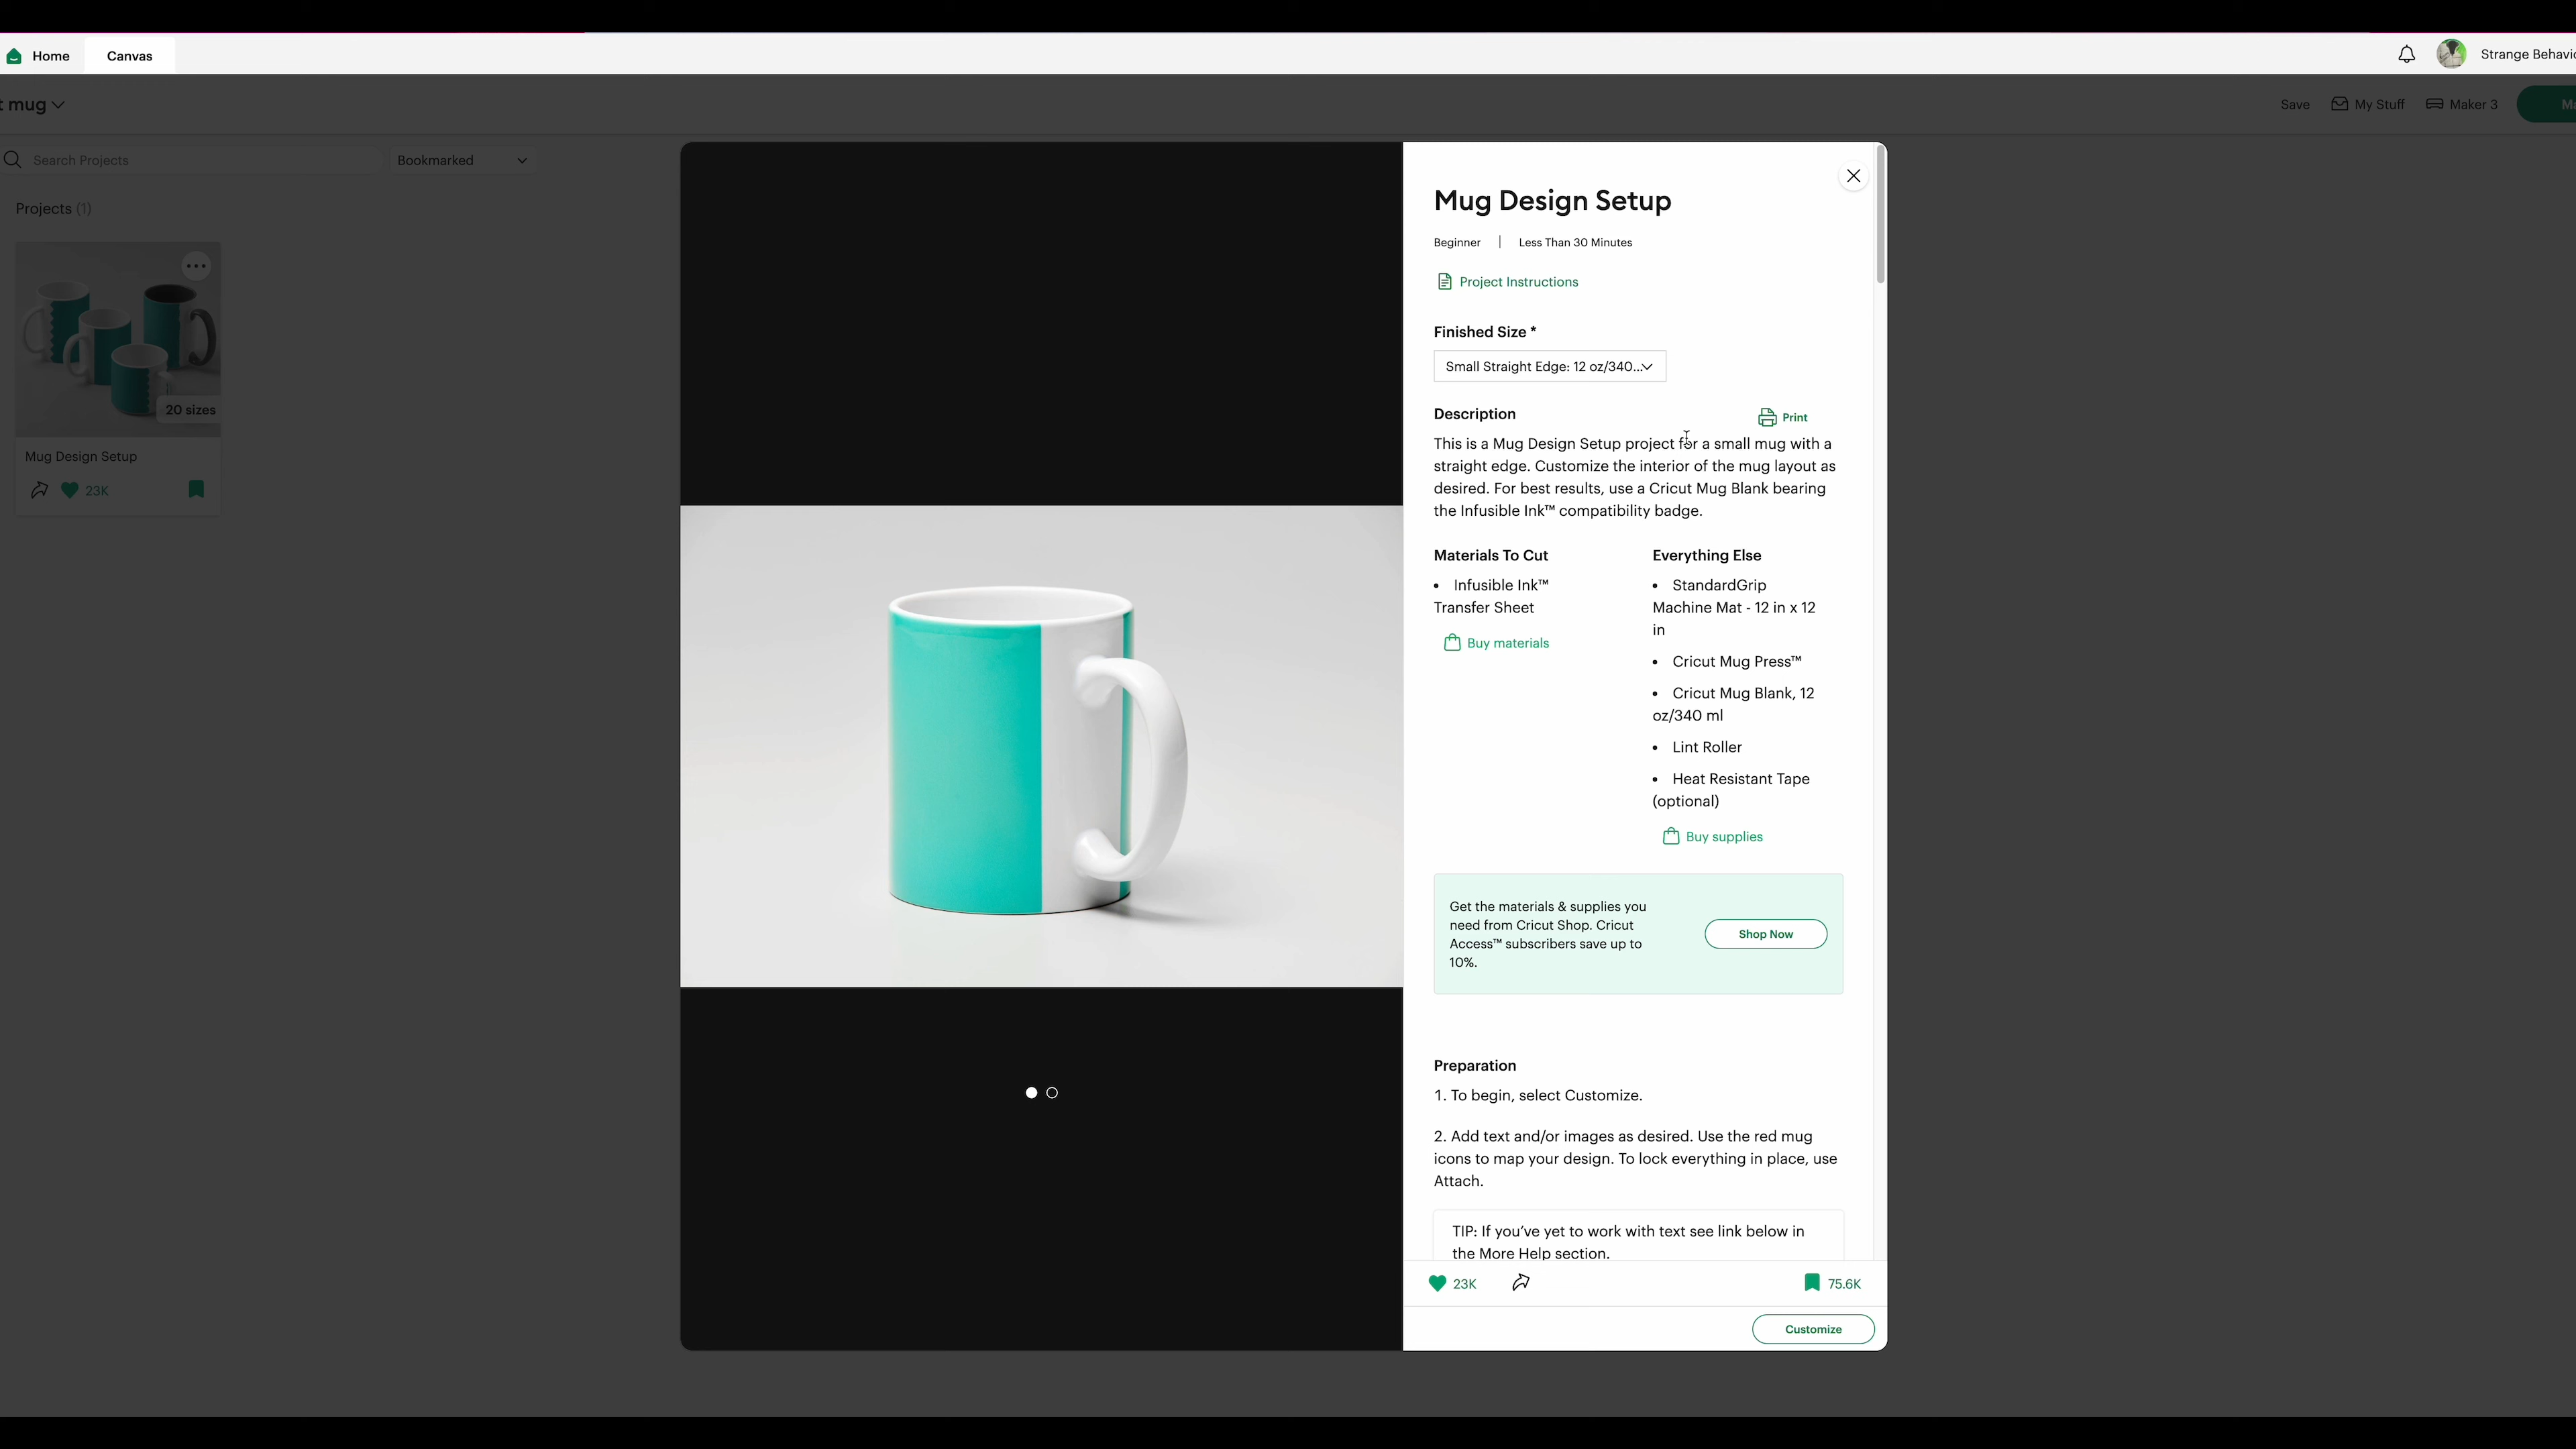 Home
Canvas
Strange Behavio
t mug
Save
My Stuff
Maker 3
Ma
Search Projects
Bookmarked
Projects (1)
20 sizes
Mug Design Setup
23K
Mug Design Setup
Beginner
Less Than 30 Minutes
Project Instructions
Finished Size *
Small Straight Edge: 12 oz/340...
Description
Print
This is a Mug Design Setup project for a small mug with a
straight edge. Customize the interior of the mug layout as
desired. For best results, use a Cricut Mug Blank bearing
the Infusible Ink™ compatibility badge.
Materials To Cut
• Infusible Ink™
Transfer Sheet
Buy materials
Everything Else
• StandardGrip
Machine Mat - 12 in x 12
in
• Cricut Mug Press™
• Cricut Mug Blank, 12
oz/340 ml
• Lint Roller
• Heat Resistant Tape
(optional)
Buy supplies
Get the materials & supplies you
need from Cricut Shop. Cricut
Access™ subscribers save up to
10%.
Shop Now
Preparation
1. To begin, select Customize.
2. Add text and/or images as desired. Use the red mug
icons to map your design. To lock everything in place, use
Attach.
TIP: If you've yet to work with text see link below in
the More Help section.
23K
75.6K
Customize